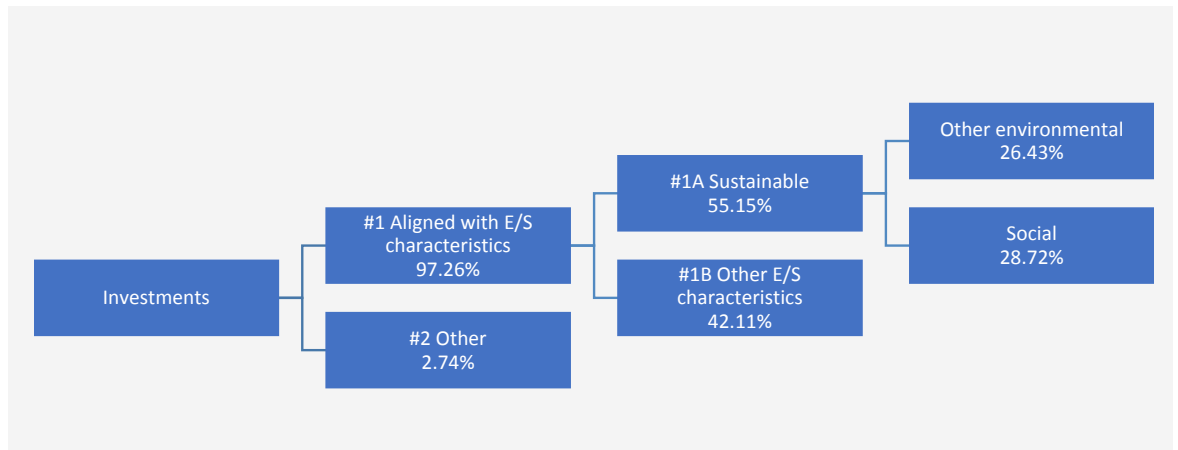 Investments
#1 Aligned with E/S
characteristics
97.26%
#2 Other
2.74%
#1A Sustainable
55.15%
#1B Other E/S
characteristics
42.11%
Other environmental
26.43%
Social
28.72%